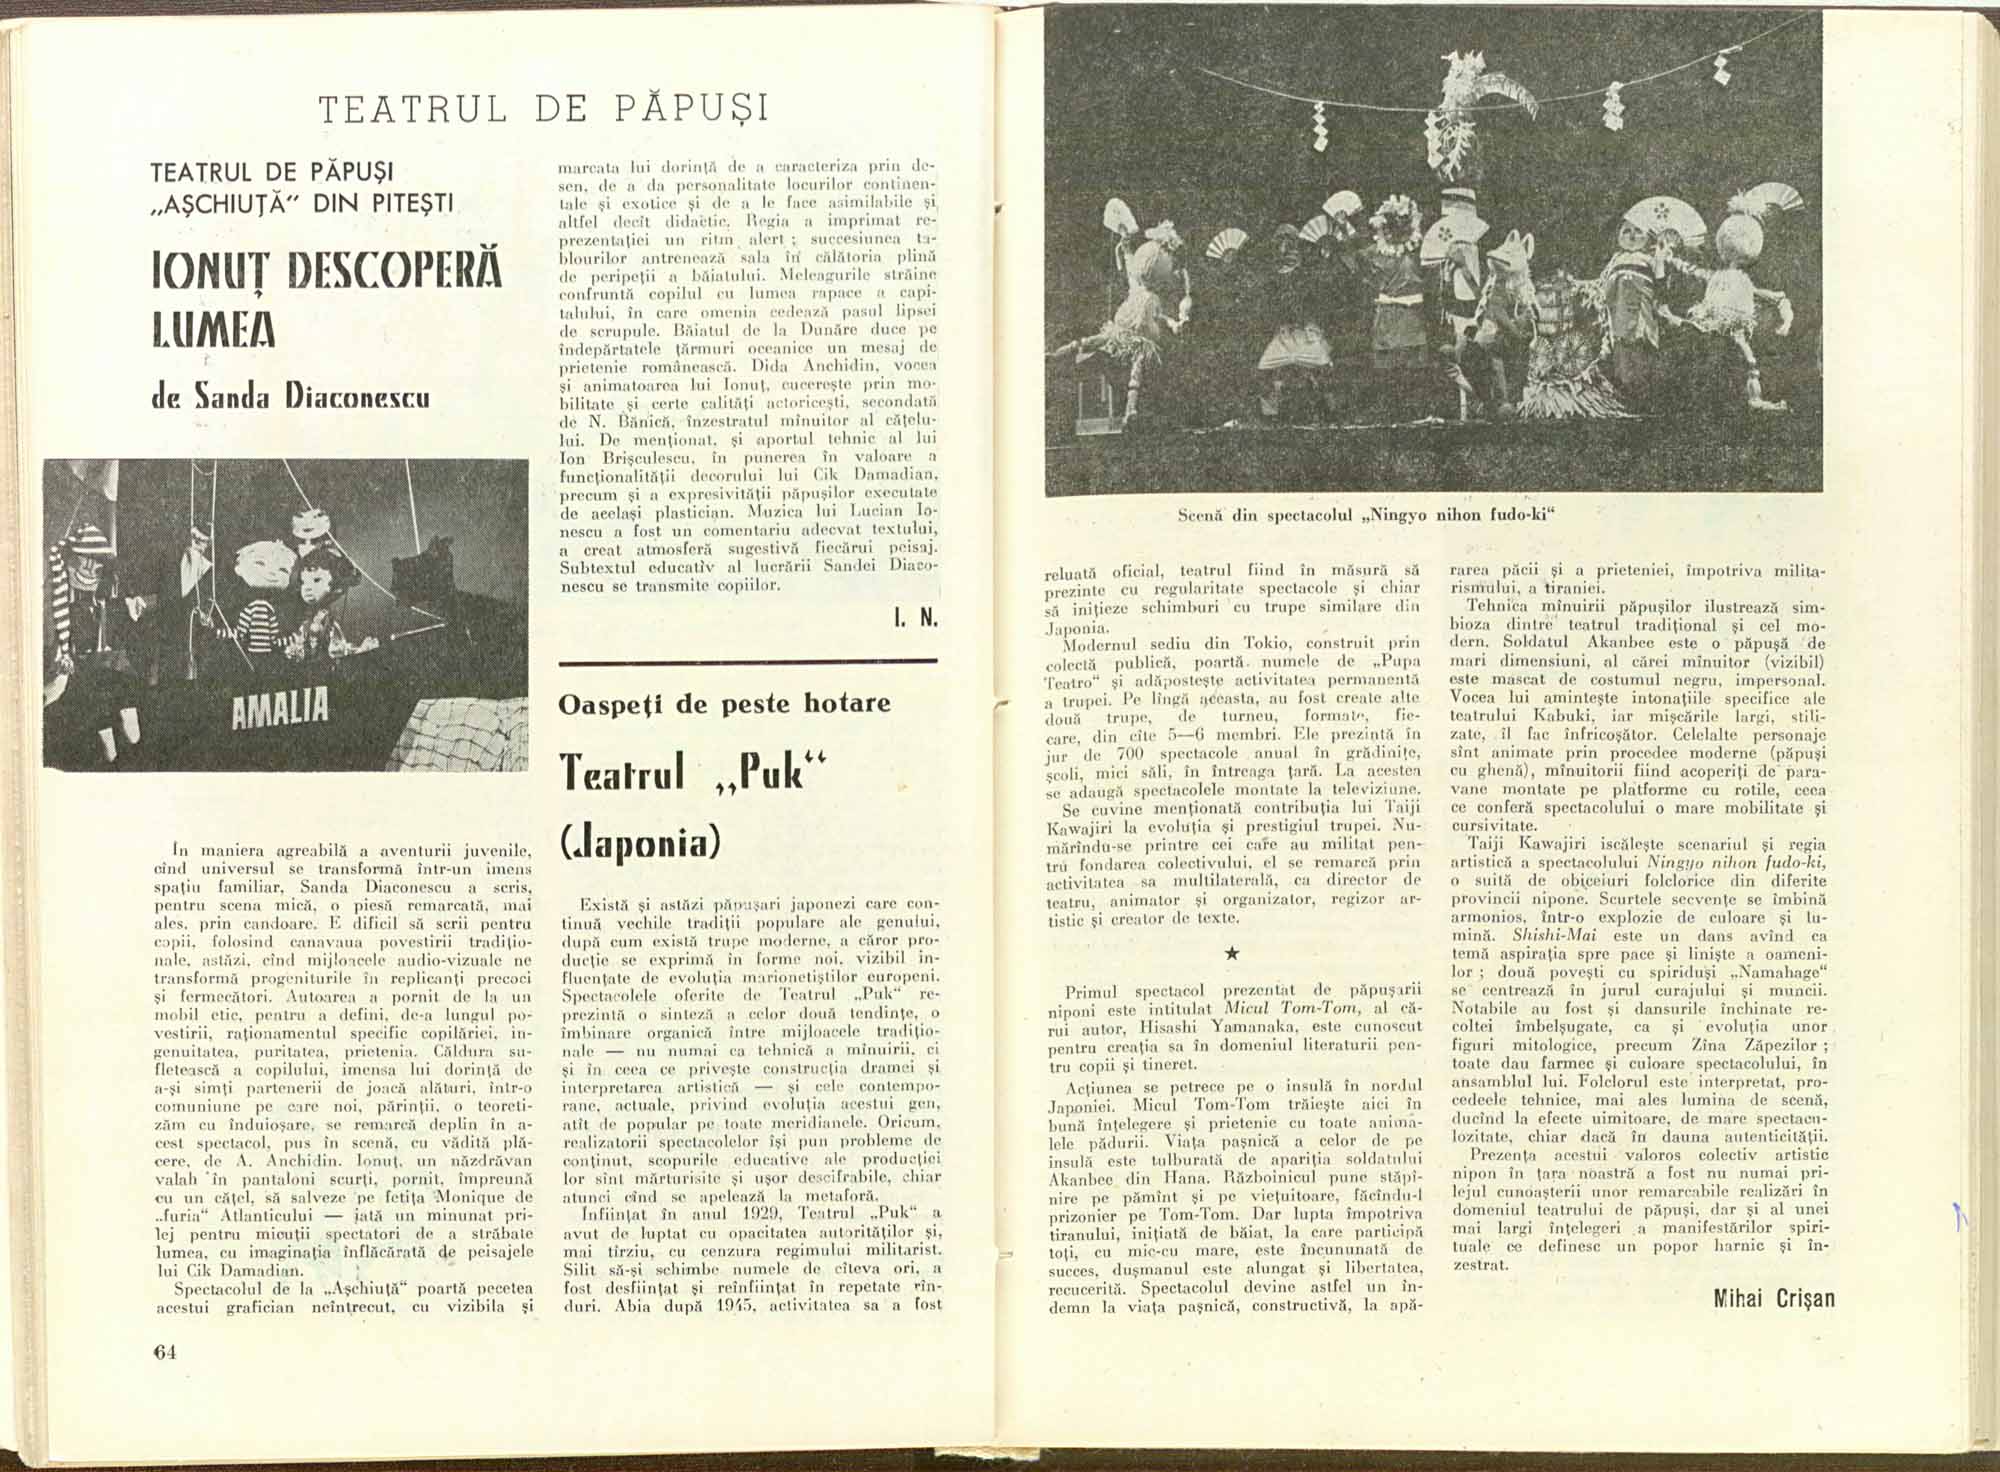 TEATRUL DE PĂPUȘI
TEATRUL DE PĂPUȘI
„AȘCHIUȚĂ” DIN PITEȘTI
IONUȚ DESCOPERĂ
LUMEA
de Sanda Diaconescu
AMALIA
În maniera agreabilă a aventurii juvenile,
cînd universul se transformă într-un imens
spațiu familiar, Sanda Diaconescu a scris,
pentru scena mică, o piesă remarcată, mai
ales, prin candoare. E dificil să scrii pentru
copii, folosind canavaua povestirii tradițio-
nale, astăzi, cînd mijloacele audio-vizuale ne
transformă progeniturile în replicanți precoci
și fermecători. Autoarea a pornit de la un
mobil etic, pentru a defini, de-a lungul po-
vestirii, raționamentul specific copilăriei, in-
genuitatea, puritatea, prietenia. Căldura su-
fletească a copilului, imensa lui dorință de
a-și simți partenerii de joacă alături, într-o
comuniune pe care noi, părinții, o teoreti-
zăm cu înduioșare, se remarcă deplin în a-
cest spectacol, pus în scenă, cu vădită plă-
cere, de A. Anchidin. Ionuț, un năzdrăvan
valah în pantaloni scurți, pornit, împreună
cu un cățel, să salveze pe fetița Monique de
„furia“ Atlanticului — iată un minunat pri-
lej pentru micuții spectatori de a străbate
lumea, cu imaginația înflăcărată de peisajele
lui Cik Damadian.
Spectacolul de la „Așchiuță“ poartă pecetea
acestui grafician neîntrecut, cu vizibila și
64
marcata lui dorință de a caracteriza prin de-
sen, de a da personalitate locurilor continen-
tale și exotice și de a le face asimilabile și
altfel decît didactic. Regia a imprimat re-
prezentației un ritm alert ; succesiunea ta-
blourilor antrenează sala în călătoria plină
de peripeții a băiatului. Meleagurile străine
confruntă copilul cu lumea rapace a capi-
talului, în care omenia cedează pasul lipsei
de scrupule. Băiatul de la Dunăre duce pe
îndepărtatele țărmuri oceanice un mesaj de
prietenie românească. Dida Anchidin, vocea
și animatoarea lui Ionuț, cucerește prin mo-
bilitate și certe calități actoricești, secondată
de N. Bănică, înzestratul mînuitor al cățelu-
lui. De menționat, și aportul tehnic al lui
Ion Brișculescu, în punerea în valoare a
funcționalității decorului lui Cik Damadian,
precum și a expresivității păpușilor executate
de același plastician. Muzica lui Lucian Io-
nescu a fost un comentariu adecvat textului,
a creat atmosferă sugestivă fiecărui peisaj.
Subtextul educativ al lucrării Sandei Diaco-
nescu se transmite copiilor.
I. N.
Oaspeți de peste hotare
Teatrul „Puk“
(Japonia)
Există și astăzi păpușari japonezi care con-
tinuă vechile tradiții populare ale genului,
după cum există trupe moderne, a căror pro-
ducție se exprimă în forme noi, vizibil in-
fluențate de evoluția marionetiștilor europeni.
Spectacolele oferite de Teatrul „Puk“ re-
prezintă o sinteză a celor două tendințe, o
îmbinare organică între mijloacele tradițio-
nale — nu numai ca tehnică a mînuirii, ci
și în ceea ce privește construcția dramei și
interpretarea artistică — și cele contempo-
rane, actuale, privind evoluția acestui gen,
atît de popular pe toate meridianele. Oricum,
realizatorii spectacolelor își pun probleme de
conținut, scopurile educative ale producției
lor sînt mărturisite și ușor descifrabile, chiar
atunci cînd se apelează la metaforă.
Înființat în anul 1929, Teatrul „Puk“ a
avut de luptat cu opacitatea autorităților și,
mai tîrziu, cu cenzura regimului militarist.
Silit să-și schimbe numele de cîteva ori, a
fost desființat și reînființat în repetate rîn-
duri. Abia după 1945, activitatea sa a fost
Scenă din spectacolul „Ningyo nihon fudo-ki“
reluată oficial, teatrul fiind în măsură să
prezinte cu regularitate spectacole și chiar
să inițieze schimburi cu trupe similare din
Japonia.
Modernul sediu din Tokio, construit prin
colectă publică, poartă numele de „Pupa
Teatro“ și adăpostește activitatea permanentă
a trupei. Pe lîngă aceasta, au fost create alte
două trupe, de turneu, formate, fie-
care, din cîte 5—6 membri. Ele prezintă în
jur de 700 spectacole anual în grădinițe,
școli, mici săli, în întreaga țară. La acestea
se adaugă spectacolele montate la televiziune.
Se cuvine menționată contribuția lui Taiji
Kawajiri la evoluția și prestigiul trupei. Nu-
mărîndu-se printre cei care au militat pen-
tru fondarea colectivului, el se remarcă prin
activitatea sa multilaterală, ca director de
teatru, animator și organizator, regizor ar-
tistic și creator de texte.
★
Primul spectacol prezentat de păpușarii
niponi este intitulat Micul Tom-Tom, al că-
rui autor, Hisashi Yamanaka, este cunoscut
pentru creația sa în domeniul literaturii pen-
tru copii și tineret.
Acțiunea se petrece pe o insulă în nordul
Japoniei. Micul Tom-Tom trăiește aici în
bună înțelegere și prietenie cu toate anima-
lele pădurii. Viața pașnică a celor de pe
insulă este tulburată de apariția soldatului
Akanbee din Hana. Războinicul pune stăpî-
nire pe pămînt și pe viețuitoare, făcîndu-l
prizonier pe Tom-Tom. Dar lupta împotriva
tiranului, inițiată de băiat, la care participă
toți, cu mic-cu mare, este încununată de
succes, dușmanul este alungat și libertatea,
recucerită. Spectacolul devine astfel un în-
demn la viața pașnică, constructivă, la apă-
rarea păcii și a prieteniei, împotriva milita-
rismului, a tiraniei.
Tehnica mînuirii păpușilor ilustrează sim-
bioza dintre teatrul tradițional și cel mo-
dern. Soldatul Akanbee este o păpușă de
mari dimensiuni, al cărei mînuitor (vizibil)
este mascat de costumul negru, impersonal.
Vocea lui amintește intonațiile specifice ale
teatrului Kabuki, iar mișcările largi, stili-
zate, îl fac înfricoșător. Celelalte personaje
sînt animate prin procedee moderne (păpuși
cu ghenă), mînuitorii fiind acoperiți de para-
vane montate pe platforme cu rotile, ceea
ce conferă spectacolului o mare mobilitate și
cursivitate.
Taiji Kawajiri iscălește scenariul și regia
artistică a spectacolului Ningyo nihon fudo-ki,
o suită de obiceiuri folclorice din diferite
provincii nipone. Scurtele secvențe se îmbină
armonios, într-o explozie de culoare și lu-
mină. Shishi-Mai este un dans avînd ca
temă aspirația spre pace și liniște a oameni-
lor ; două povești cu spiriduși „Namahage“
se centrează în jurul curajului și muncii.
Notabile au fost și dansurile închinate re-
coltei îmbelșugate, ca și evoluția unor
figuri mitologice, precum Zîna Zăpezilor ;
toate dau farmec și culoare spectacolului, în
ansamblul lui. Folclorul este interpretat, pro-
cedeele tehnice, mai ales lumina de scenă,
ducînd la efecte uimitoare, de mare spectacu-
lozitate, chiar dacă în dauna autenticității.
Prezența acestui valoros colectiv artistic
nipon în țara noastră a fost nu numai pri-
lejul cunoașterii unor remarcabile realizări în
domeniul teatrului de păpuși, dar și al unei
mai largi înțelegeri a manifestărilor spiri-
tuale ce definesc un popor harnic și în-
zestrat.
Mihai Crișan